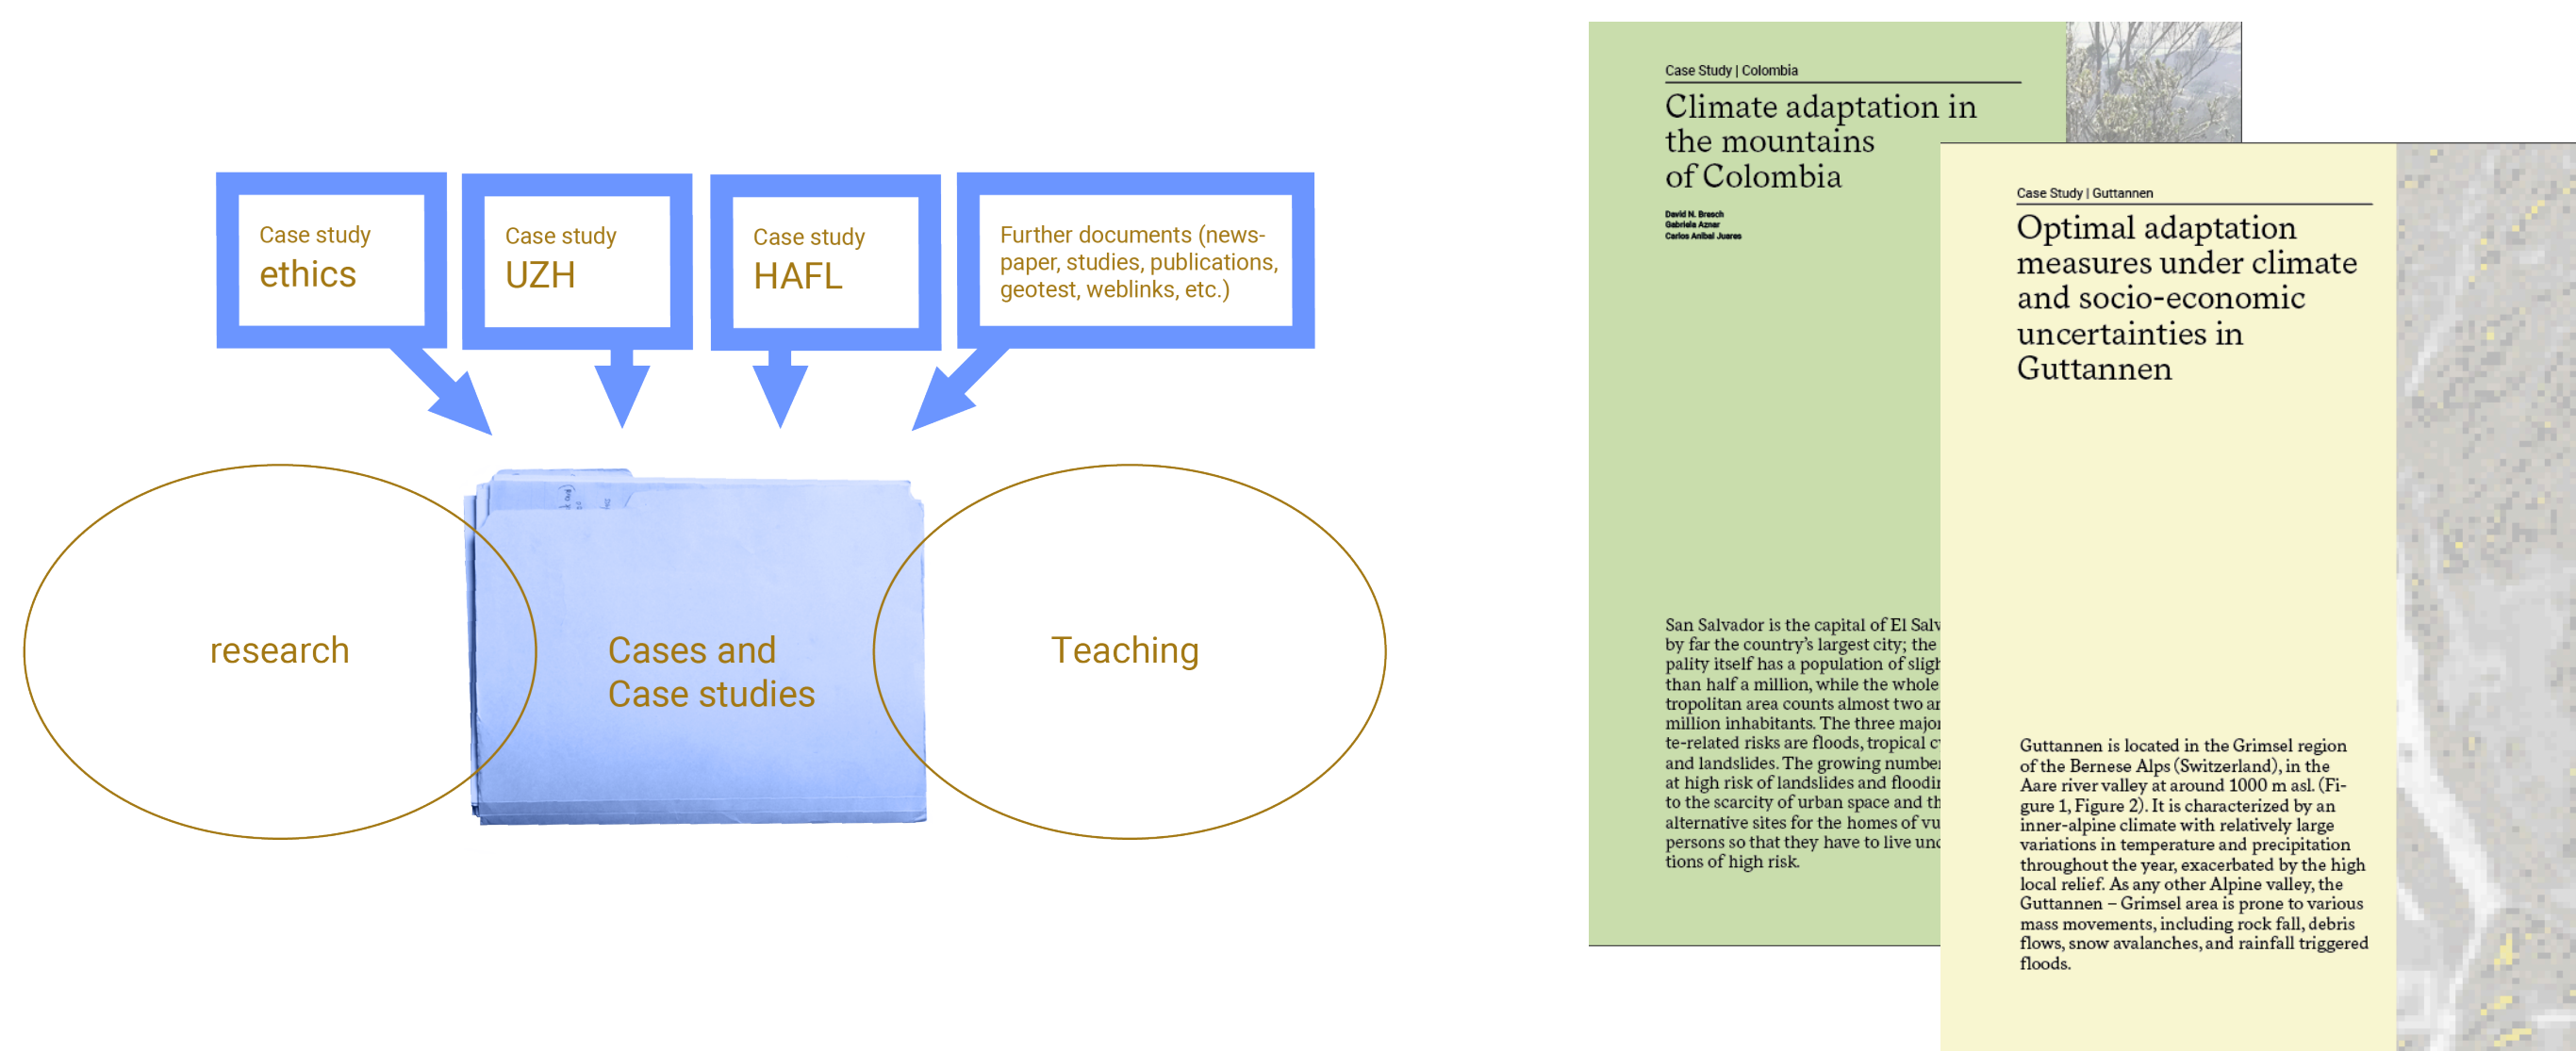 Case study
ethics
Case study
UZH
Case study
HAFL
Further documents (news-
paper, studies, publications,
geotest, weblinks, etc.)
research
Cases and
Case studies
Teaching
Case Study | Colombia
Climate adaptation in
the mountains
of Colombia
David N. Bresch
Gabriela Aznar
Carlos Anibal Juares
San Salvador is the capital of El Salv
by far the country's largest city; the
pality itself has a population of sligh
than half a million, while the whole
tropolitan area counts almost two an
million inhabitants. The three major
te-related risks are floods, tropical cy
and landslides. The growing number
at high risk of landslides and floodin
to the scarcity of urban space and th
alternative sites for the homes of vu
persons so that they have to live und
tions of high risk.
Case Study | Guttannen
Optimal adaptation
measures under climate
and socio-economic
uncertainties in
Guttannen
Guttannen is located in the Grimsel region
of the Bernese Alps (Switzerland), in the
Aare river valley at around 1000 m asl. (Fi-
gure 1, Figure 2). It is characterized by an
inner-alpine climate with relatively large
variations in temperature and precipitation
throughout the year, exacerbated by the high
local relief. As any other Alpine valley, the
Guttannen – Grimsel area is prone to various
mass movements, including rock fall, debris
flows, snow avalanches, and rainfall triggered
floods.